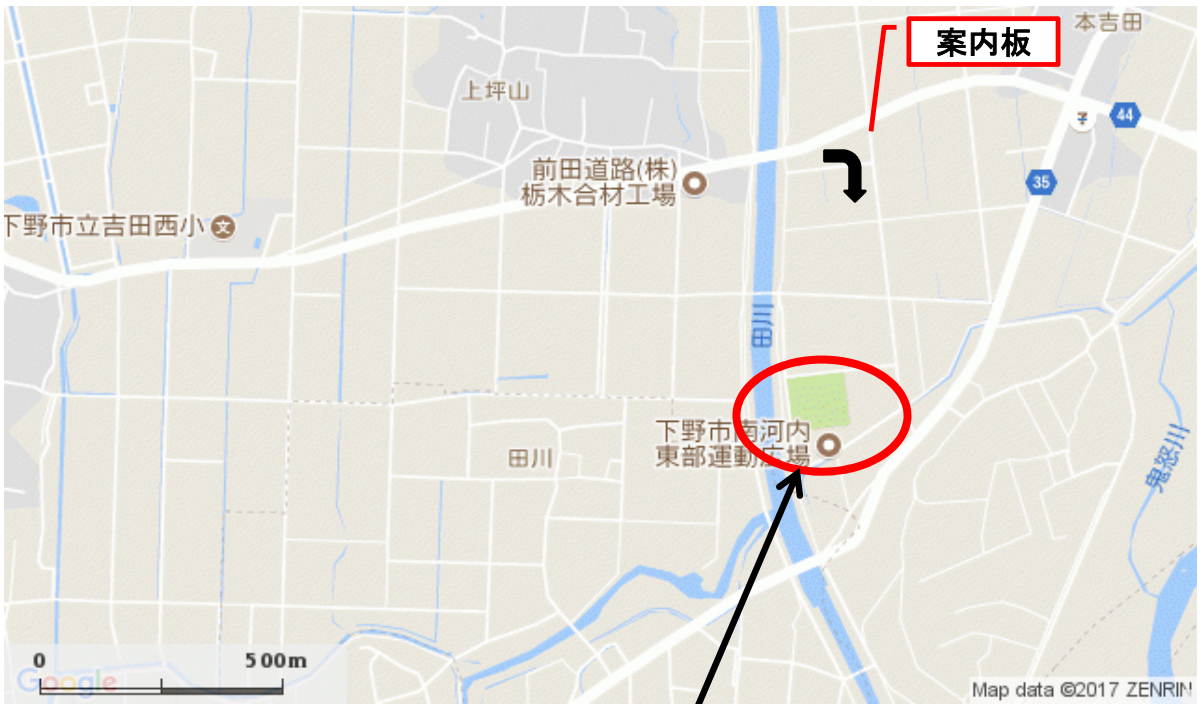 本吉田
案内板
上坪山
44
前田道路(株)
栃木合材工場
35
下野市立吉田西小
文
田川
下野市南河内
東部運動広場
田川
鬼怒川
0 500m
Google
Map data ©2017 ZENRIN